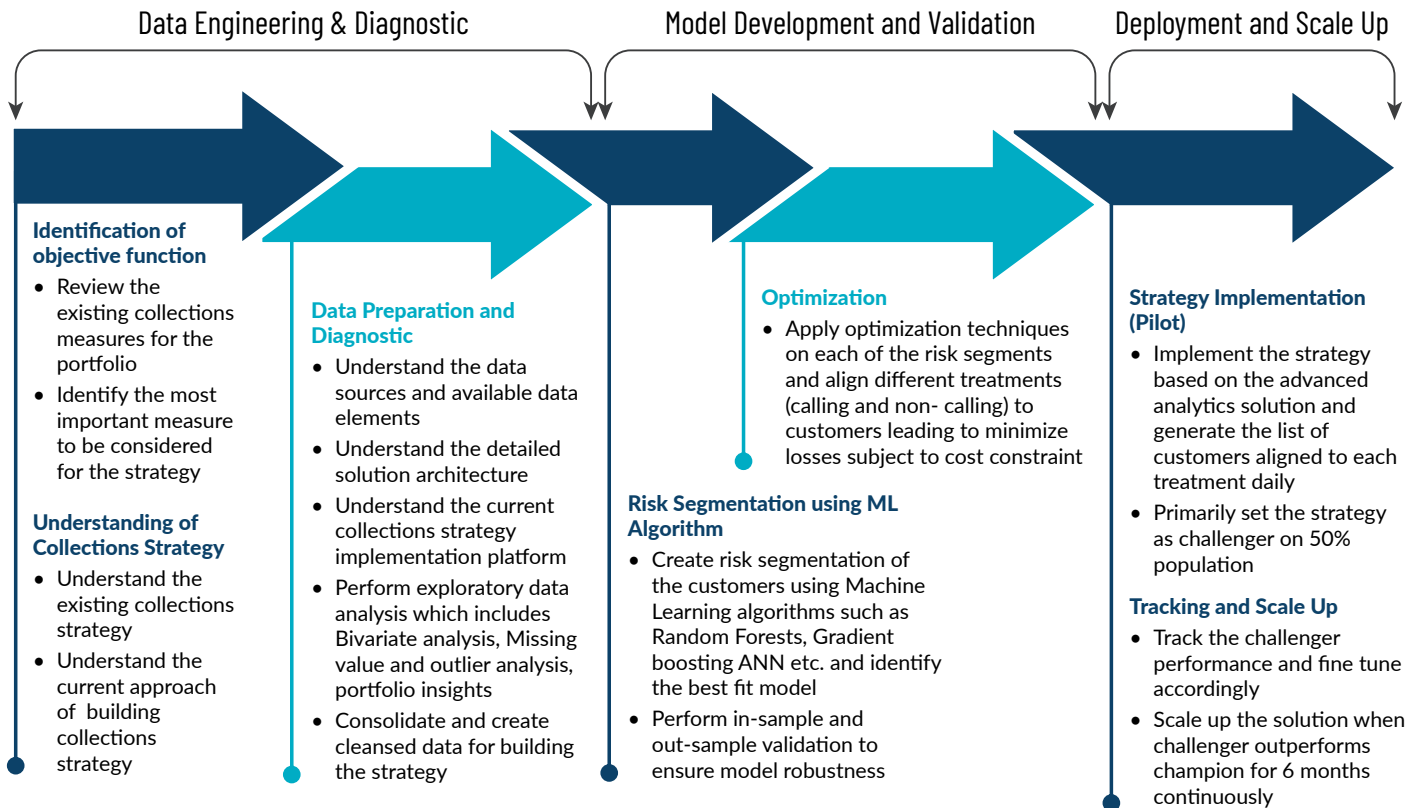 Data Engineering & Diagnostic
Model Development and Validation
Deployment and Scale Up
Identification of
objective function
• Review the
existing collections
measures for the
portfolio
• Identify the most
important measure
to be considered
for the strategy
Understanding of
Collections Strategy
• Understand the
existing collections
strategy
• Understand the
current approach
of building
collections
strategy
Data Preparation and
Diagnostic
• Understand the data
sources and available data
elements
• Understand the detailed
solution architecture
• Understand the current
collections strategy
implementation platform
• Perform exploratory data
analysis which includes
Bivariate analysis, Missing
value and outlier analysis,
portfolio insights
• Consolidate and create
cleansed data for building
the strategy
Risk Segmentation using ML
Algorithm
• Create risk segmentation of
the customers using Machine
Learning algorithms such as
Random Forests, Gradient
boosting ANN etc. and identify
the best fit model
• Perform in-sample and
out-sample validation to
ensure model robustness
Optimization
• Apply optimization techniques
on each of the risk segments
and align different treatments
(calling and non- calling) to
customers leading to minimize
losses subject to cost constraint
Strategy Implementation
(Pilot)
• Implement the strategy
based on the advanced
analytics solution and
generate the list of
customers aligned to each
treatment daily
• Primarily set the strategy
as challenger on 50%
population
Tracking and Scale Up
• Track the challenger
performance and fine tune
accordingly
• Scale up the solution when
challenger outperforms
champion for 6 months
continuously